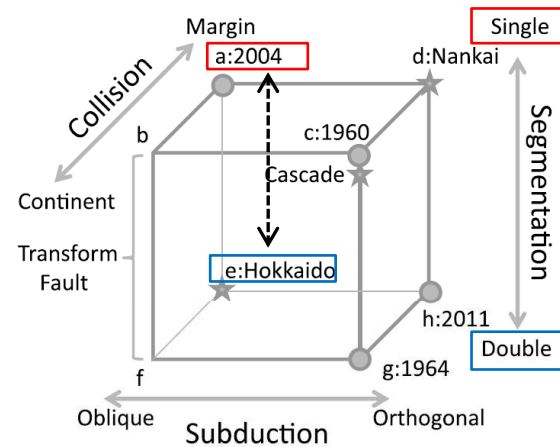 Margin
Single
a:2004
d:Nankai
Collision
b
c:1960
Cascade
Segmentation
Continent
Transform
Fault
e:Hokkaido
h:2011
Double
f
g:1964
Oblique
Orthogonal
Subduction